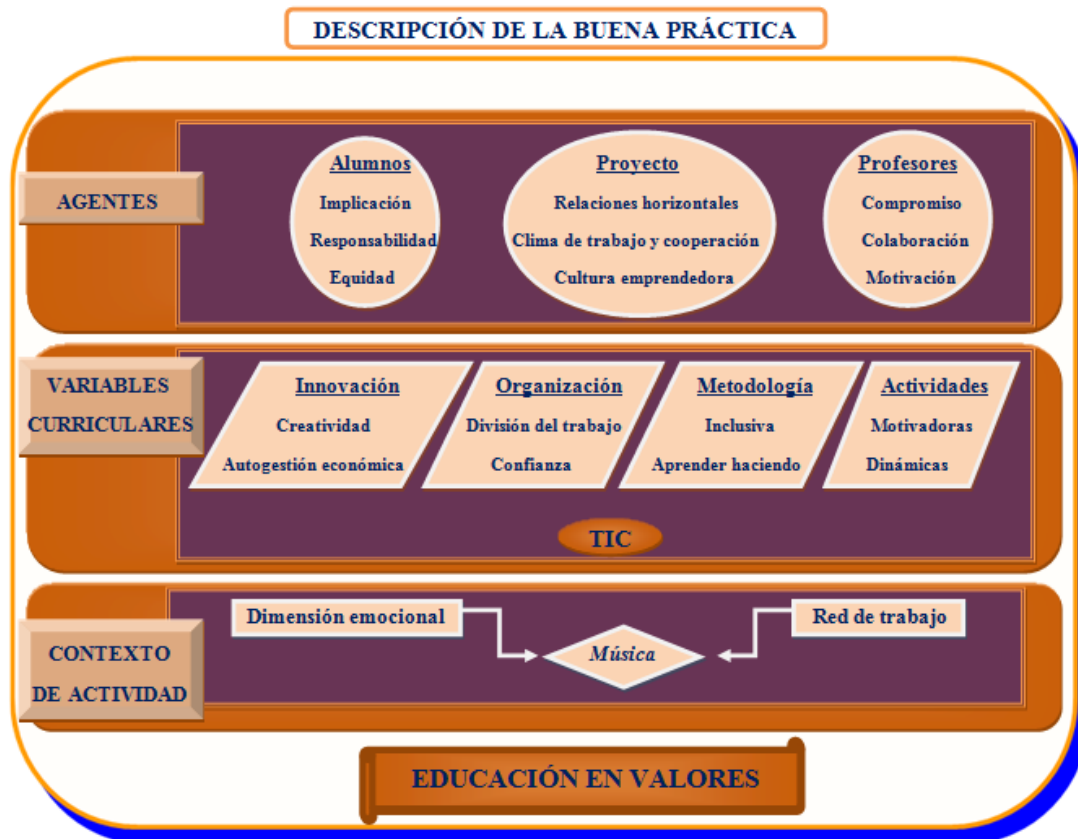 DESCRIPCIÓN DE LA BUENA PRÁCTICA
AGENTES
Alumnos
Implicación
Responsabilidad
Equidad
Proyecto
Relaciones horizontales
Clima de trabajo y cooperación
Cultura emprendedora
Profesores
Compromiso
Colaboración
Motivación
VARIABLES
CURRICULARES
Innovación
Creatividad
Autogestión económica
Organización
División del trabajo
Confianza
Metodología
Inclusiva
Aprender haciendo
Actividades
Motivadoras
Dinámicas
TIC
CONTEXTO
DE ACTIVIDAD
Dimensión emocional
Música
Red de trabajo
EDUCACIÓN EN VALORES